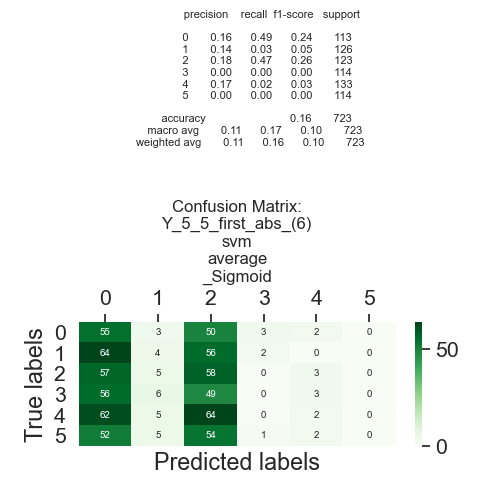 precision recall f1-score support
0 0.16 0.49 0.24 113
1 0.14 0.03 0.05 126
2 0.18 0.47 0.26 123
3 0.00 0.00 0.00 114
4 0.17 0.02 0.03 133
5 0.00 0.00 0.00 114
accuracy 0.16 723
macro avg 0.11 0.17 0.10 723
weighted avg 0.11 0.16 0.10 723
Confusion Matrix:
Y_5_5_first_abs_(6)
svm
average
_Sigmoid
0 1 2 3 4 5
0 55 3 50 3 2 0
1 64 4 56 2 0 0
2 57 5 58 0 3 0
3 56 6 49 0 3 0
4 62 5 64 0 2 0
5 52 5 54 1 2 0
True labels
Predicted labels
50
0